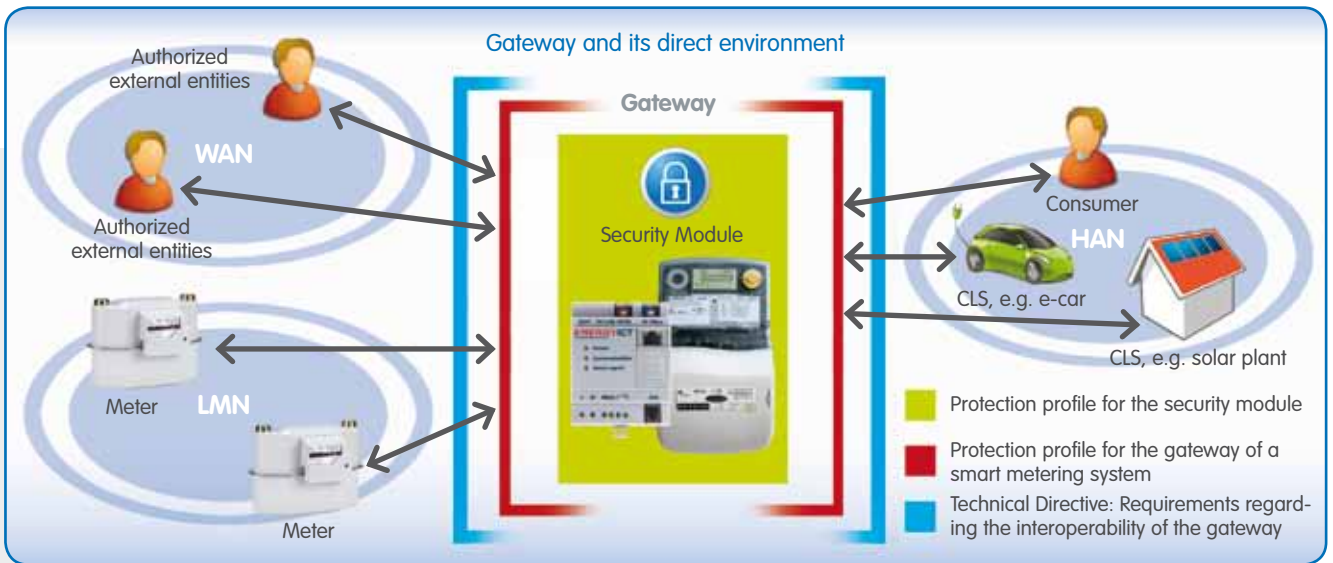 Gateway and its direct environment
Authorized
external entities
WAN
Authorized
external entities
Gateway
Security Module
ENERGY ICT
Consumer
HAN
CLS, e.g. e-car
CLS, e.g. solar plant
Meter
LMN
Meter
Protection profile for the security module
Protection profile for the gateway of a
smart metering system
Technical Directive: Requirements regard-
ing the interoperability of the gateway